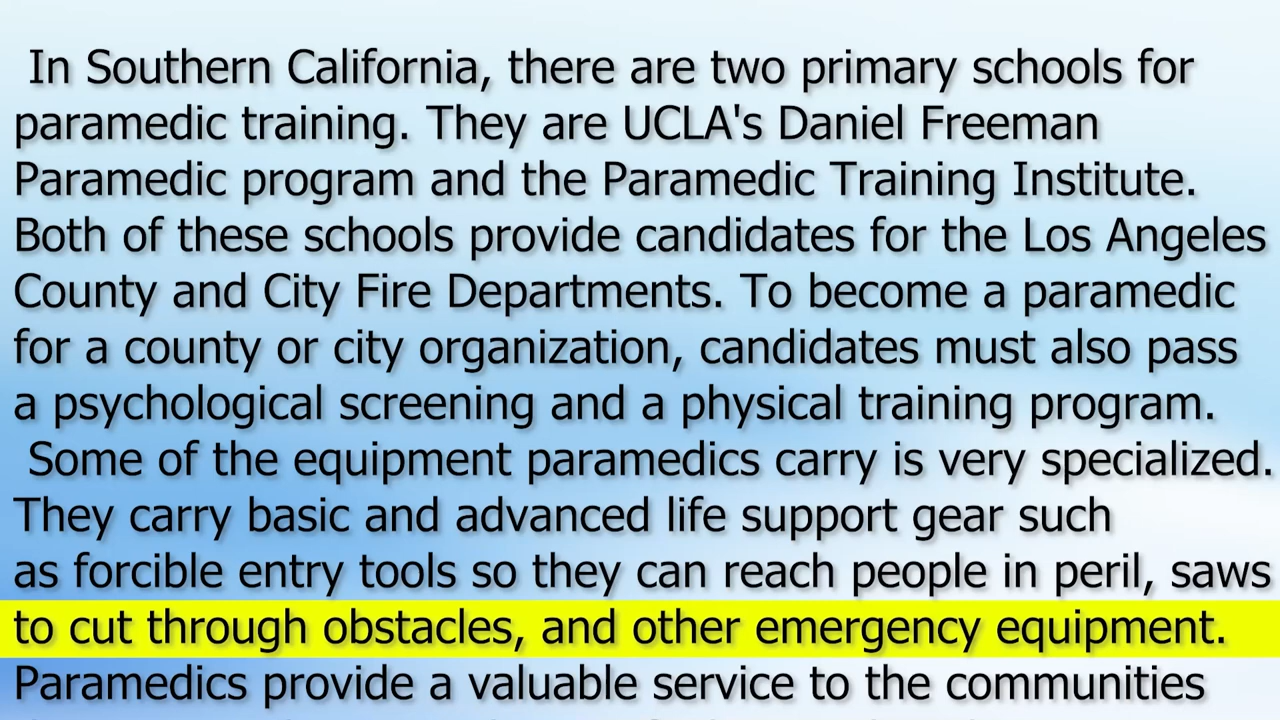 In Southern California, there are two primary schools for
paramedic training. They are UCLA's Daniel Freeman
Paramedic program and the Paramedic Training Institute.
Both of these schools provide candidates for the Los Angeles
County and City Fire Departments. To become a paramedic
for a county or city organization, candidates must also pass
a psychological screening and a physical training program.
Some of the equipment paramedics carry is very specialized.
They carry basic and advanced life support gear such
as forcible entry tools so they can reach people in peril, saws
to cut through obstacles, and other emergency equipment.
Paramedics provide a valuable service to the communities